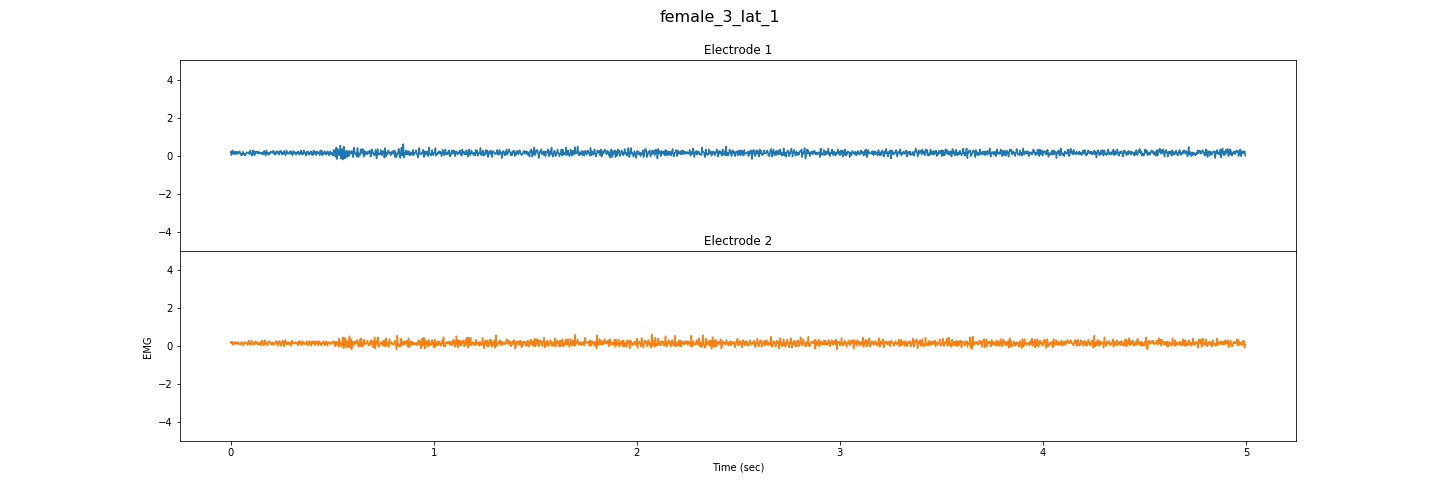 female_3_lat_1
Electrode 1
4
2
0
−2
−4
Electrode 2
4
2
0
−2
−4
EMG
0 1 2 3 4 5
Time (sec)